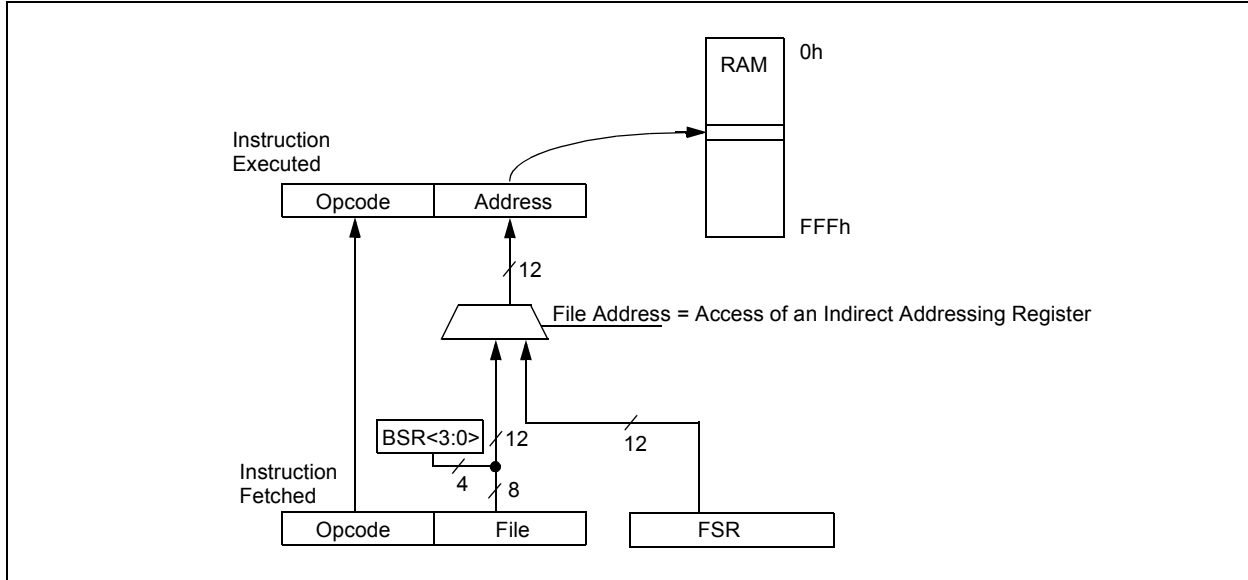 RAM
0h
Instruction
Executed
Opcode
Address
FFFh
12
File Address = Access of an Indirect Addressing Register
BSR<3:0>
12
12
4
8
Instruction
Fetched
Opcode
File
FSR